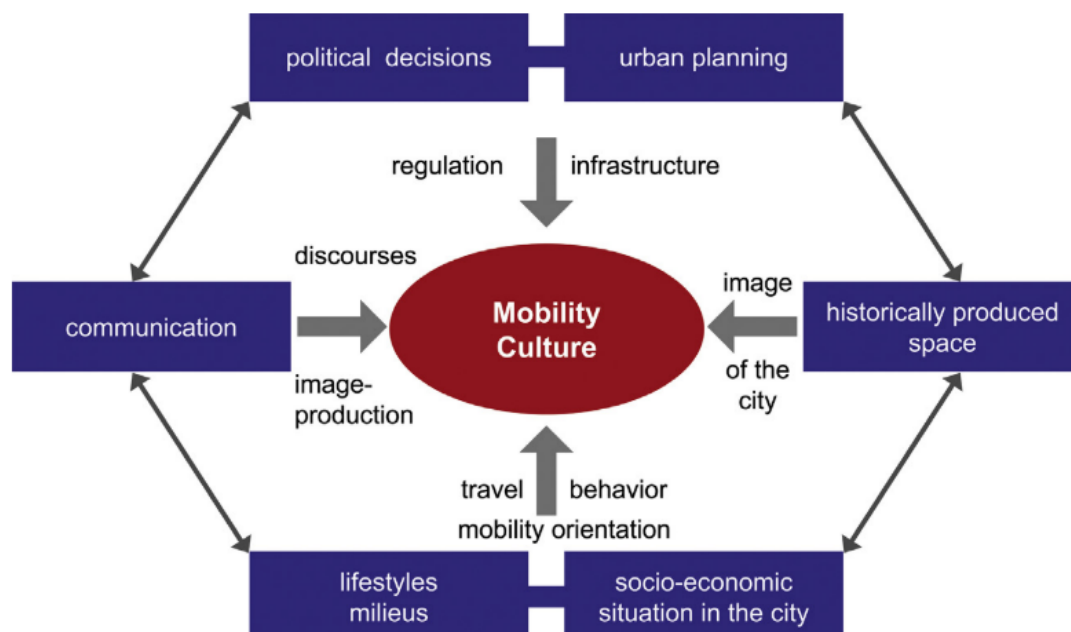 political decisions
urban planning
regulation
infrastructure
discourses
image
communication
Mobility
Culture
historically produced
space
image-
production
of the
city
travel
behavior
mobility orientation
lifestyles
milieus
socio-economic
situation in the city